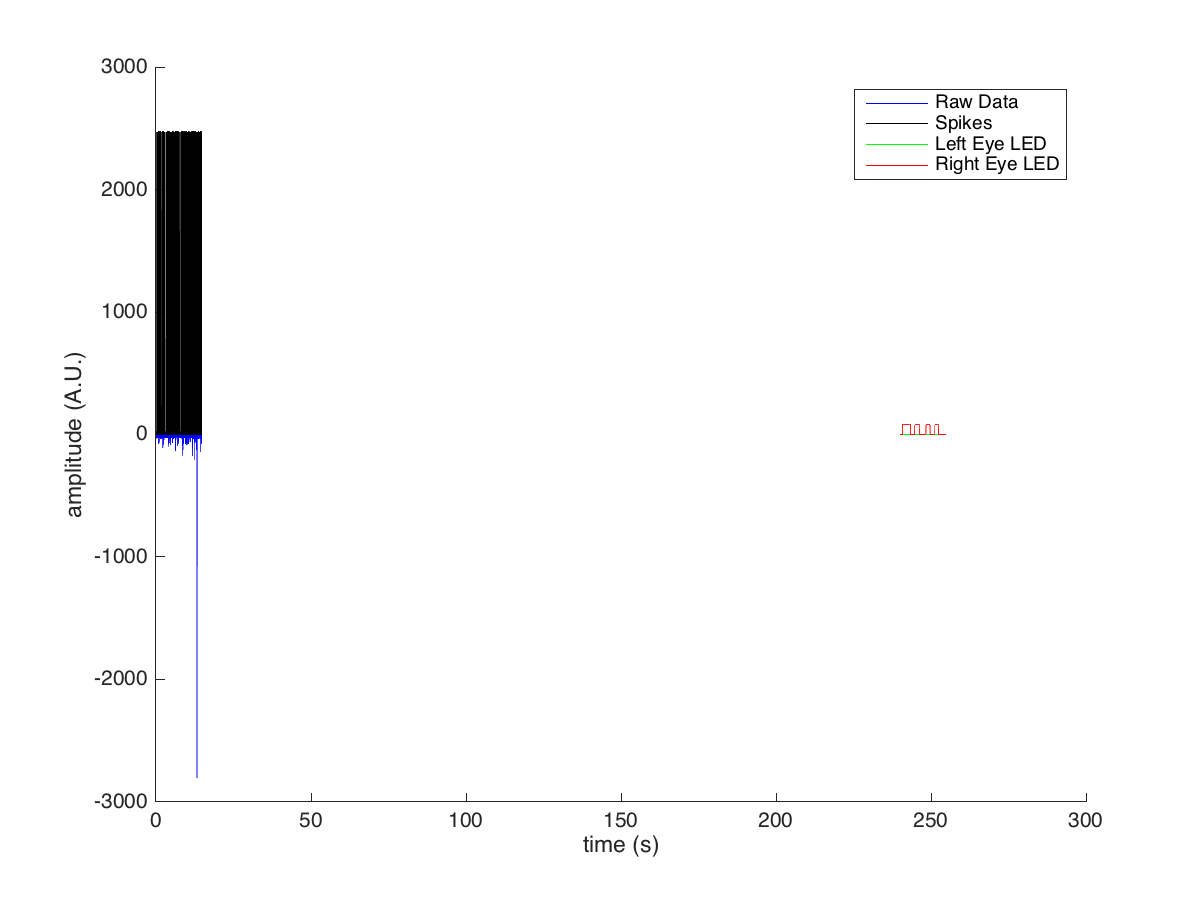 3000
2000
1000
0
-1000
-2000
-3000
amplitude (A.U.)
Raw Data
Spikes
Left Eye LED
Right Eye LED
0 50 100 150 200 250 300
time (s)